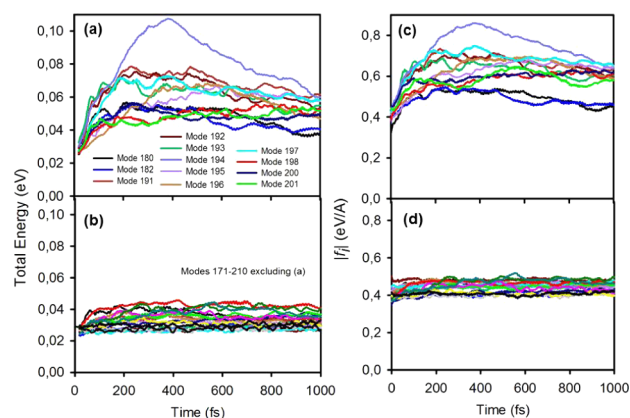 (a)
0,10
0,08
0,06
0,04
0,02
0,00
Mode 180
Mode 182
Mode 191
Mode 192
Mode 193
Mode 194
Mode 195
Mode 196
Mode 197
Mode 198
Mode 200
Mode 201
(b)
Modes 171-210 excluding (a)
0,10
0,08
0,06
0,04
0,02
0,00
0 200 400 600 800 1000
Time (fs)
Total Energy (eV)
(c)
0,8
0,6
0,4
0,2
0,0
(d)
0,8
0,6
0,4
0,2
0,0
0 200 400 600 800 1000
Time (fs)
|fj| (eV/A)